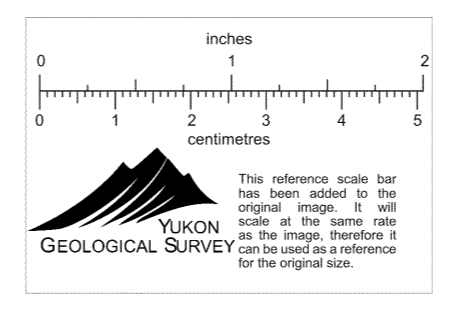 inches
0 1 2
0 1 2 3 4 5
centimetres
YUKON
GEOLOGICAL SURVEY
This reference scale bar
has been added to the
original image. It will
scale at the same rate
as the image, therefore it
can be used as a reference
for the original size.